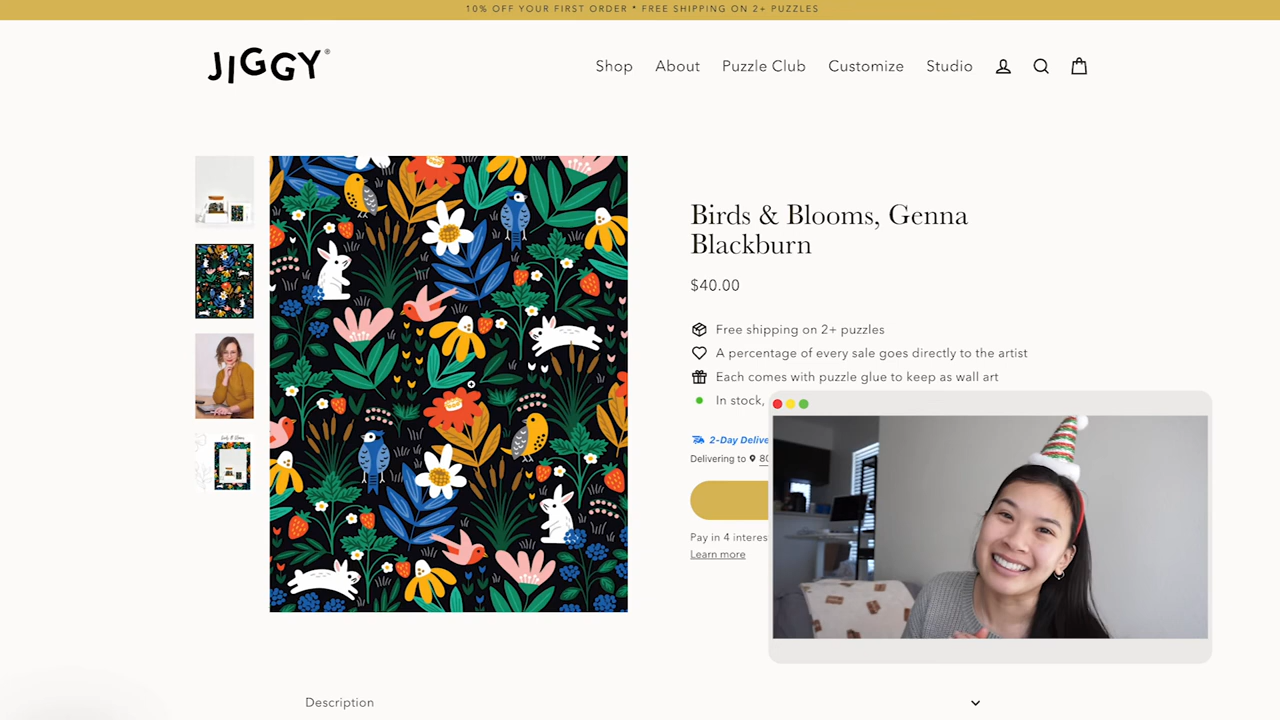 10% OFF YOUR FIRST ORDER * FREE SHIPPING ON 2+ PUZZLES
JIGGY®
Shop About Puzzle Club Customize Studio
Birds & Blooms, Genna
Blackburn
$40.00
Free shipping on 2+ puzzles
A percentage of every sale goes directly to the artist
Each comes with puzzle glue to keep as wall art
In stock,
2-Day
Delivering to 80
Pay in 4
Learn more
Description